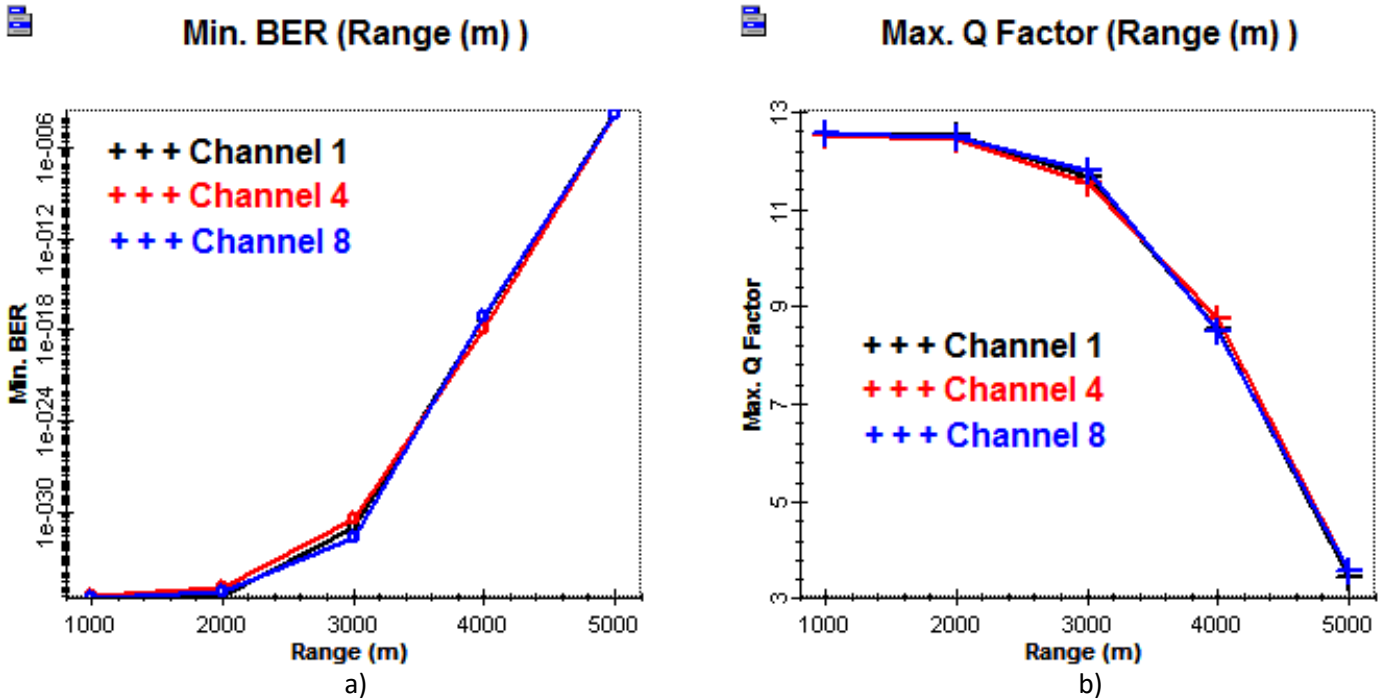 Min. BER (Range (m) )
1e-006
1e-012
1e-018
1e-024
1e-030
Min. BER
+ + + Channel 1
+ + + Channel 4
+ + + Channel 8
1000 2000 3000 4000 5000
Range (m)
a)
Max. Q Factor (Range (m) )
13
11
9
7
5
3
Max. Q Factor
+ + + Channel 1
+ + + Channel 4
+ + + Channel 8
1000 2000 3000 4000 5000
Range (m)
b)